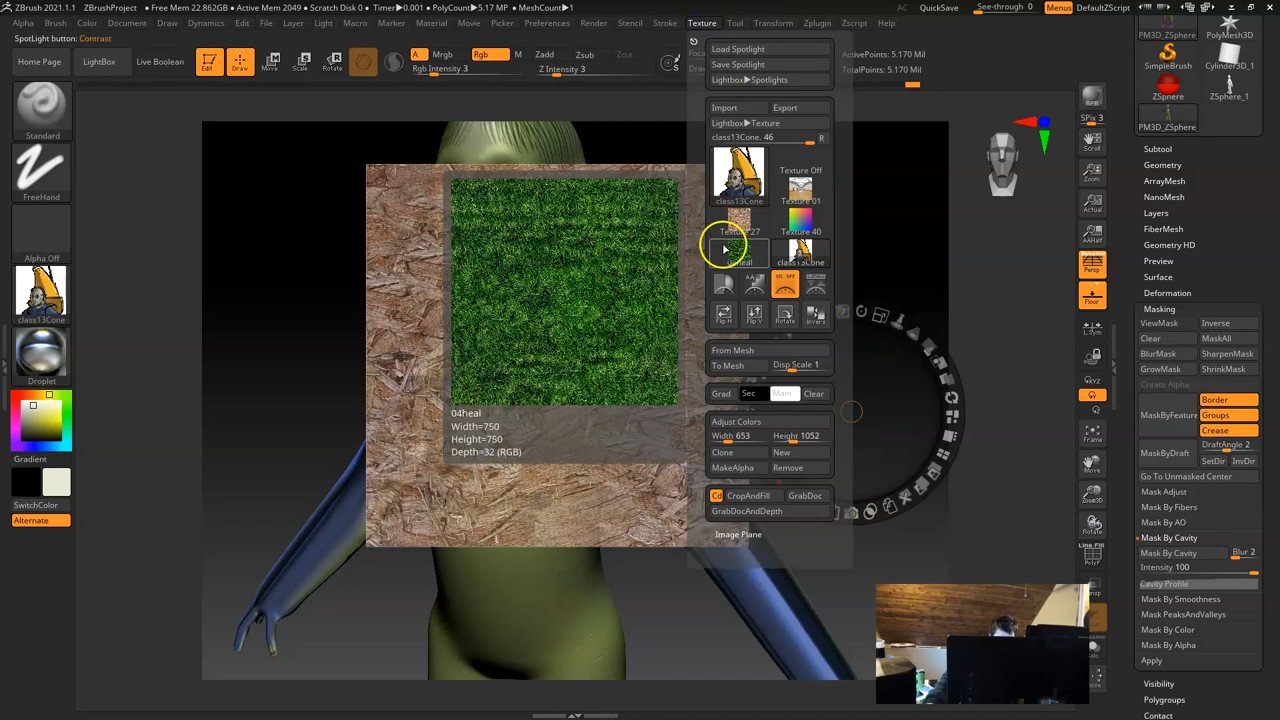 ZBrush 2021.1.1
ZBrushProject
• Free Mem 22.862GB • Active Mem 2049 • Scratch Disk 0 • Timer▶0.001 • PolyCount▶5.17 MP • MeshCount▶1
AC
QuickSave
See-through 0
Menus
DefaultZScript
Alpha Brush Color Document Draw Dynamics Edit File Layer Light Macro Marker Material Movie Picker Preferences Render Stencil Stroke Texture Tool Transform Zplugin Zscript Help
SpotLight button: Contrast
Home Page
LightBox
Live Boolean
Edit
Draw
Move
Scale
Rotate
A
Mrgb
Rgb
M
Rgb Intensity 3
Zadd
Zsub
Zcut
Z Intensity 3
ActivePoints: 5.170 Mil
TotalPoints: 5.170 Mil
Standard
FreeHand
Alpha Off
class13Cone
Droplet
Gradient
SwitchColor
Alternate
04heal
Width=750
Height=750
Depth=32 (RGB)
Load Spotlight
Save Spotlight
Lightbox▶Spotlights
Import
Export
Lightbox▶Texture
class13Cone. 46
R
class13Cone
Texture Off
Texture 01
Texture 27
Texture 40
class13Cone
on off
Flip H
Flip V
Rotate
Invers
From Mesh
To Mesh
Disp Scale 1
Grad
Sec
Main
Clear
Adjust Colors
Width 653
Height 1052
Clone
New
MakeAlpha
Remove
Cd
CropAndFill
GrabDoc
GrabDocAndDepth
Image Plane
BPR
SPix 3
Scroll
Zoom
Actual
AAHalf
Persp
Floor
L.Sym
Frame
Move
Zoom3D
Rotate
Line Fill
PolyF
PM3D_ZSphere
PolyMesh3D
SimpleBrush
Cylinder3D_1
ZSphere
ZSphere_1
PM3D_ZSphere
Subtool
Geometry
ArrayMesh
NanoMesh
Layers
FiberMesh
Geometry HD
Preview
Surface
Deformation
Masking
ViewMask
Inverse
Clear
MaskAll
BlurMask
SharpenMask
GrowMask
ShrinkMask
Create Alpha
MaskByFeature
Border
Groups
Crease
MaskByDraft
DraftAngle 2
SetDir
InvDir
Go To Unmasked Center
Mask Adjust
Mask By Fibers
Mask By AO
Mask By Cavity
Mask By Cavity
Blur 2
Intensity 100
Cavity Profile
Mask By Smoothness
Mask PeaksAndValleys
Mask By Color
Mask By Alpha
Apply
Visibility
Polygroups
Contact